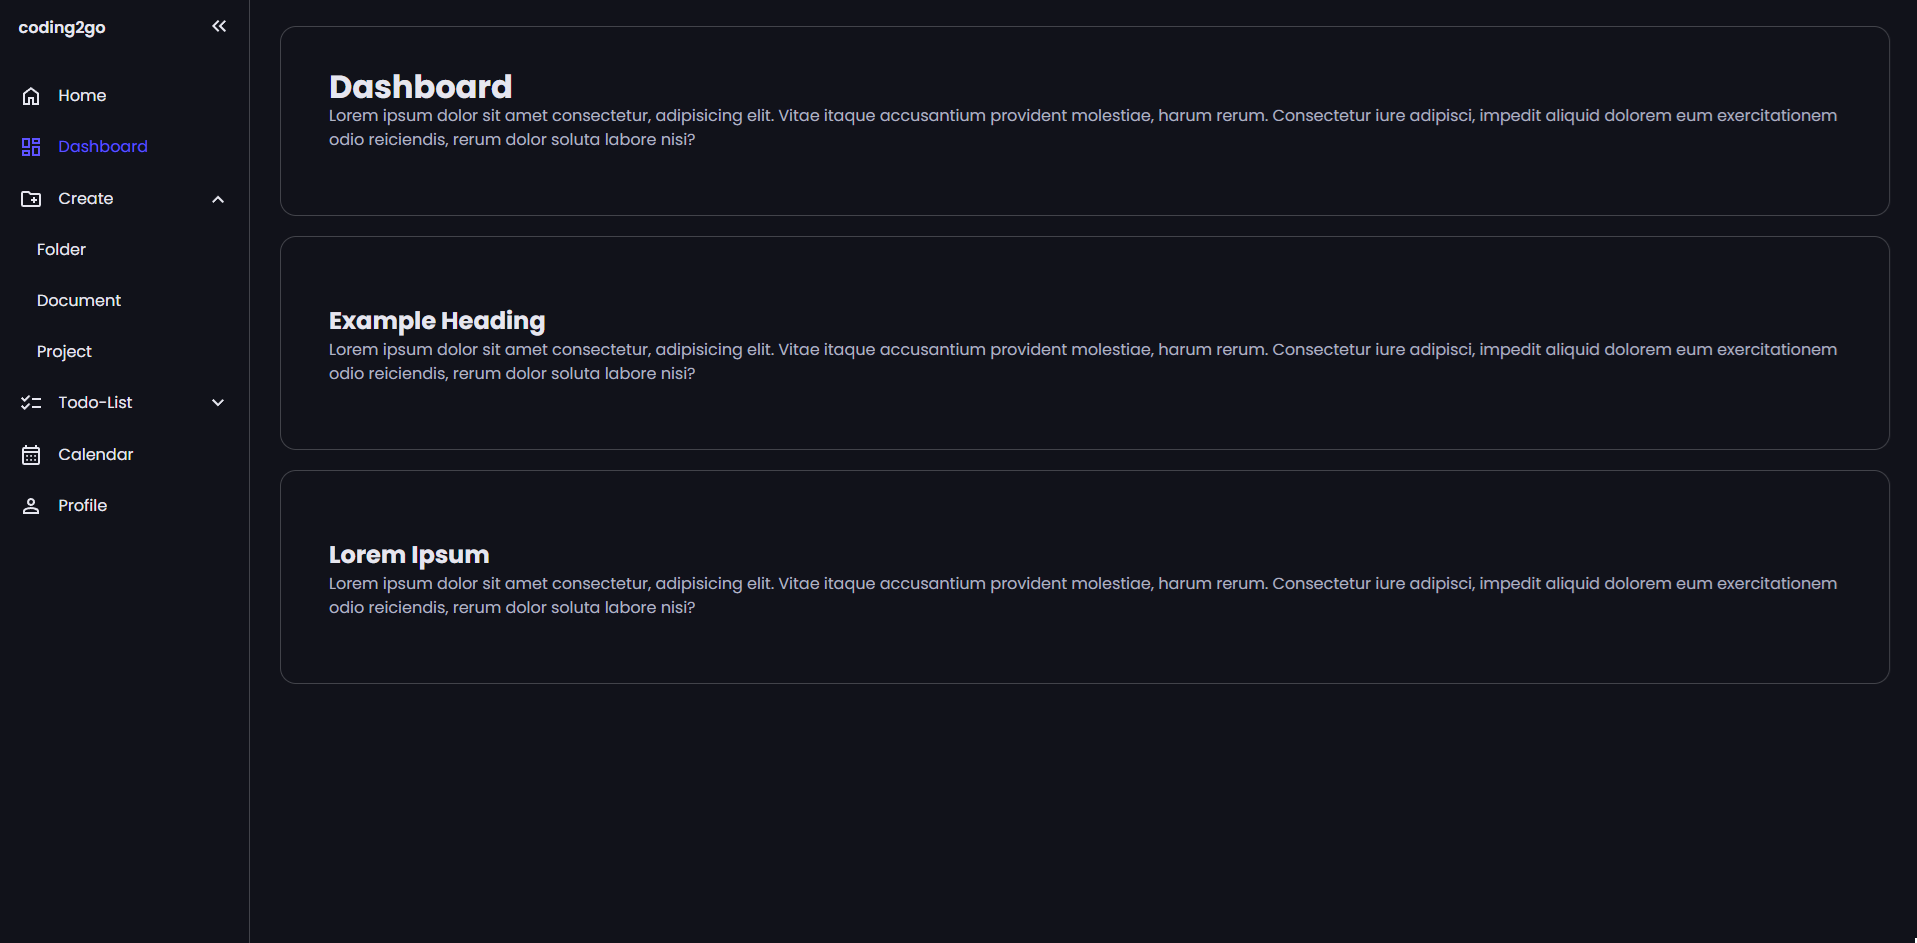 coding2go
Home
Dashboard
Create
Folder
Document
Project
Todo-List
Calendar
Profile
Dashboard
Lorem ipsum dolor sit amet consectetur, adipisicing elit. Vitae itaque accusantium provident molestiae, harum rerum. Consectetur iure adipisci, impedit aliquid dolorem eum exercitationem
odio reiciendis, rerum dolor soluta labore nisi?
Example Heading
Lorem ipsum dolor sit amet consectetur, adipisicing elit. Vitae itaque accusantium provident molestiae, harum rerum. Consectetur iure adipisci, impedit aliquid dolorem eum exercitationem
odio reiciendis, rerum dolor soluta labore nisi?
Lorem Ipsum
Lorem ipsum dolor sit amet consectetur, adipisicing elit. Vitae itaque accusantium provident molestiae, harum rerum. Consectetur iure adipisci, impedit aliquid dolorem eum exercitationem
odio reiciendis, rerum dolor soluta labore nisi?